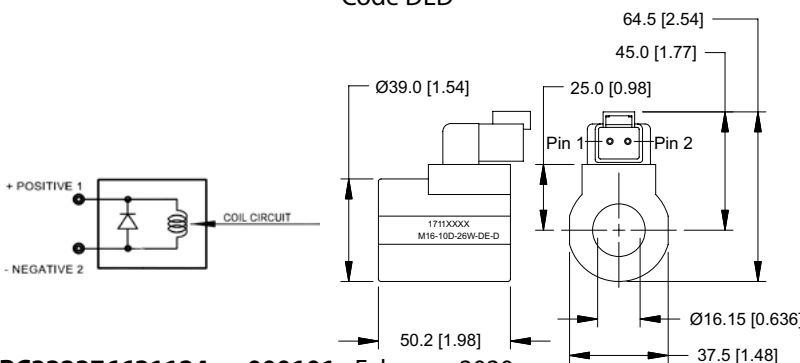 64.5 [2.54]
45.0 [1.77]
Ø39.0 [1.54]
25.0 [0.98]
Pin 1
Pin 2
+ POSITIVE 1
COIL CIRCUIT
- NEGATIVE 2
1711XXXX
M16-10D-26W-DE-D
Ø16.15 [0.636]
50.2 [1.98]
37.5 [1.48]